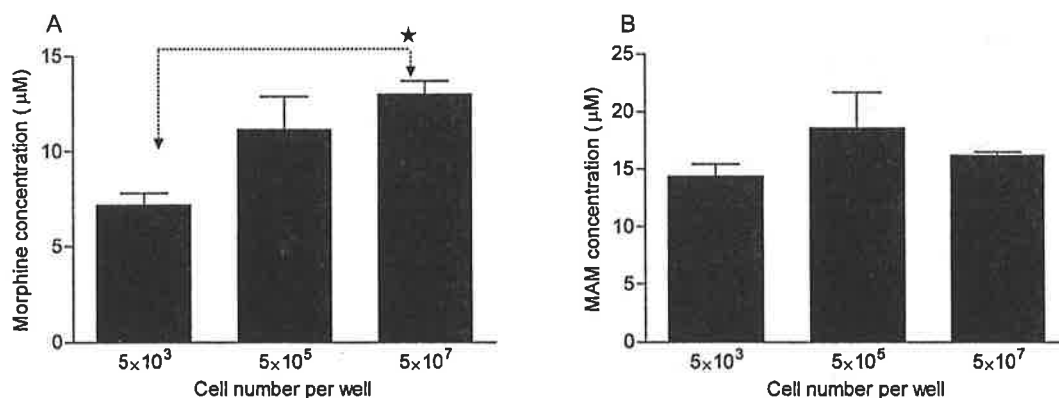 A
Morphine concentration ( μM)
15
10
5
0
5×10³
5×10⁵
5×10⁷
Cell number per well
B
MAM concentration ( μM)
25
20
15
10
5
0
5×10³
5×10⁵
5×10⁷
Cell number per well